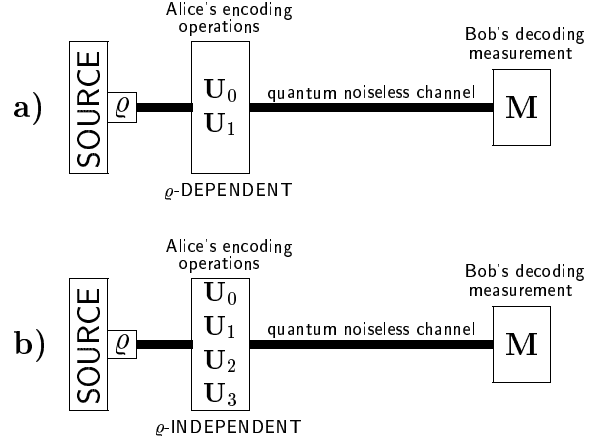 Alice's encoding
operations
Bob's decoding
measurement
a)
SOURCE
ϱ
U₀
U₁
quantum noiseless channel
M
ϱ-DEPENDENT
Alice's encoding
operations
Bob's decoding
measurement
b)
SOURCE
ϱ
U₀
U₁
U₂
U₃
quantum noiseless channel
M
ϱ-INDEPENDENT